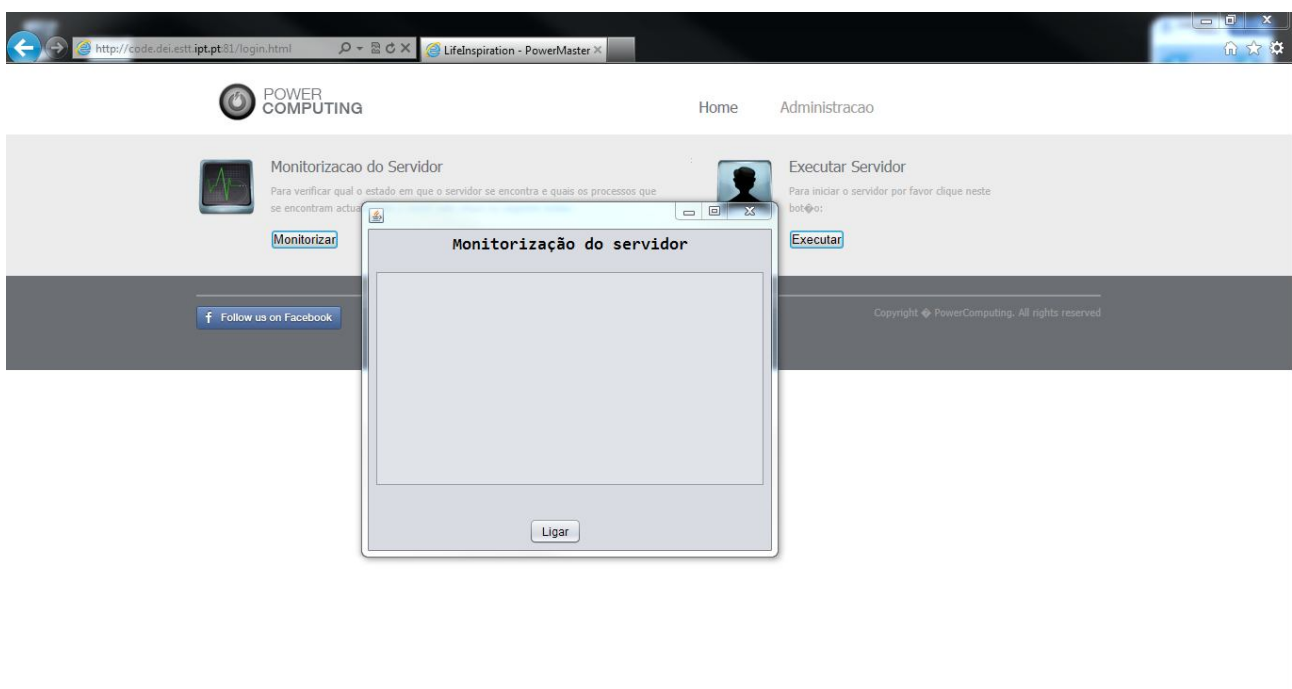 http://code.dei.estt.ipt.pt:81/login.html
LifeInspiration - PowerMaster
POWER
COMPUTING
Home
Administracao
Monitorizacao do Servidor
Para verificar qual o estado em que o servidor se encontra e quais os processos que
se encontram actua
Monitorizar
Executar Servidor
Para iniciar o servidor por favor clique neste
bot�o:
Executar
Monitorização do servidor
Ligar
f Follow us on Facebook
Copyright � PowerComputing. All rights reserved